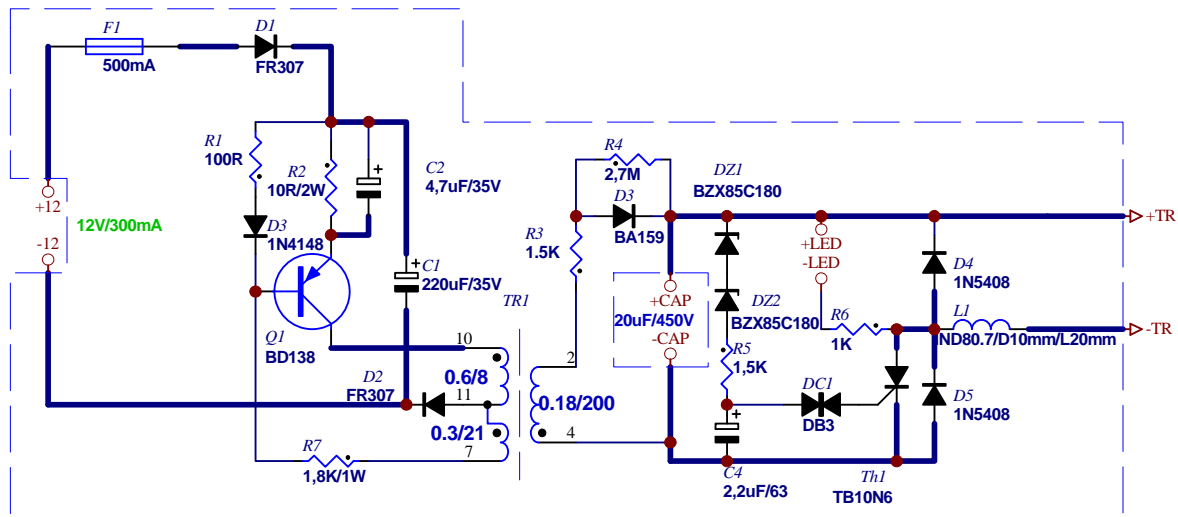 F1
500mA
D1
FR307
R1
100R
R2
10R/2W
C2
4,7uF/35V
+12
-12
12V/300mA
D3
1N4148
C1
220uF/35V
Q1
BD138
D2
FR307
R7
1,8K/1W
TR1
10
11
7
0.6/8
0.3/21
0.18/200
2
4
R3
1.5K
R4
2,7M
D3
BA159
+CAP
20uF/450V
-CAP
DZ1
BZX85C180
DZ2
BZX85C180
R5
1,5K
C4
2,2uF/63
DC1
DB3
+LED
-LED
R6
1K
D4
1N5408
L1
ND80.7/D10mm/L20mm
D5
1N5408
Th1
TB10N6
+TR
-TR